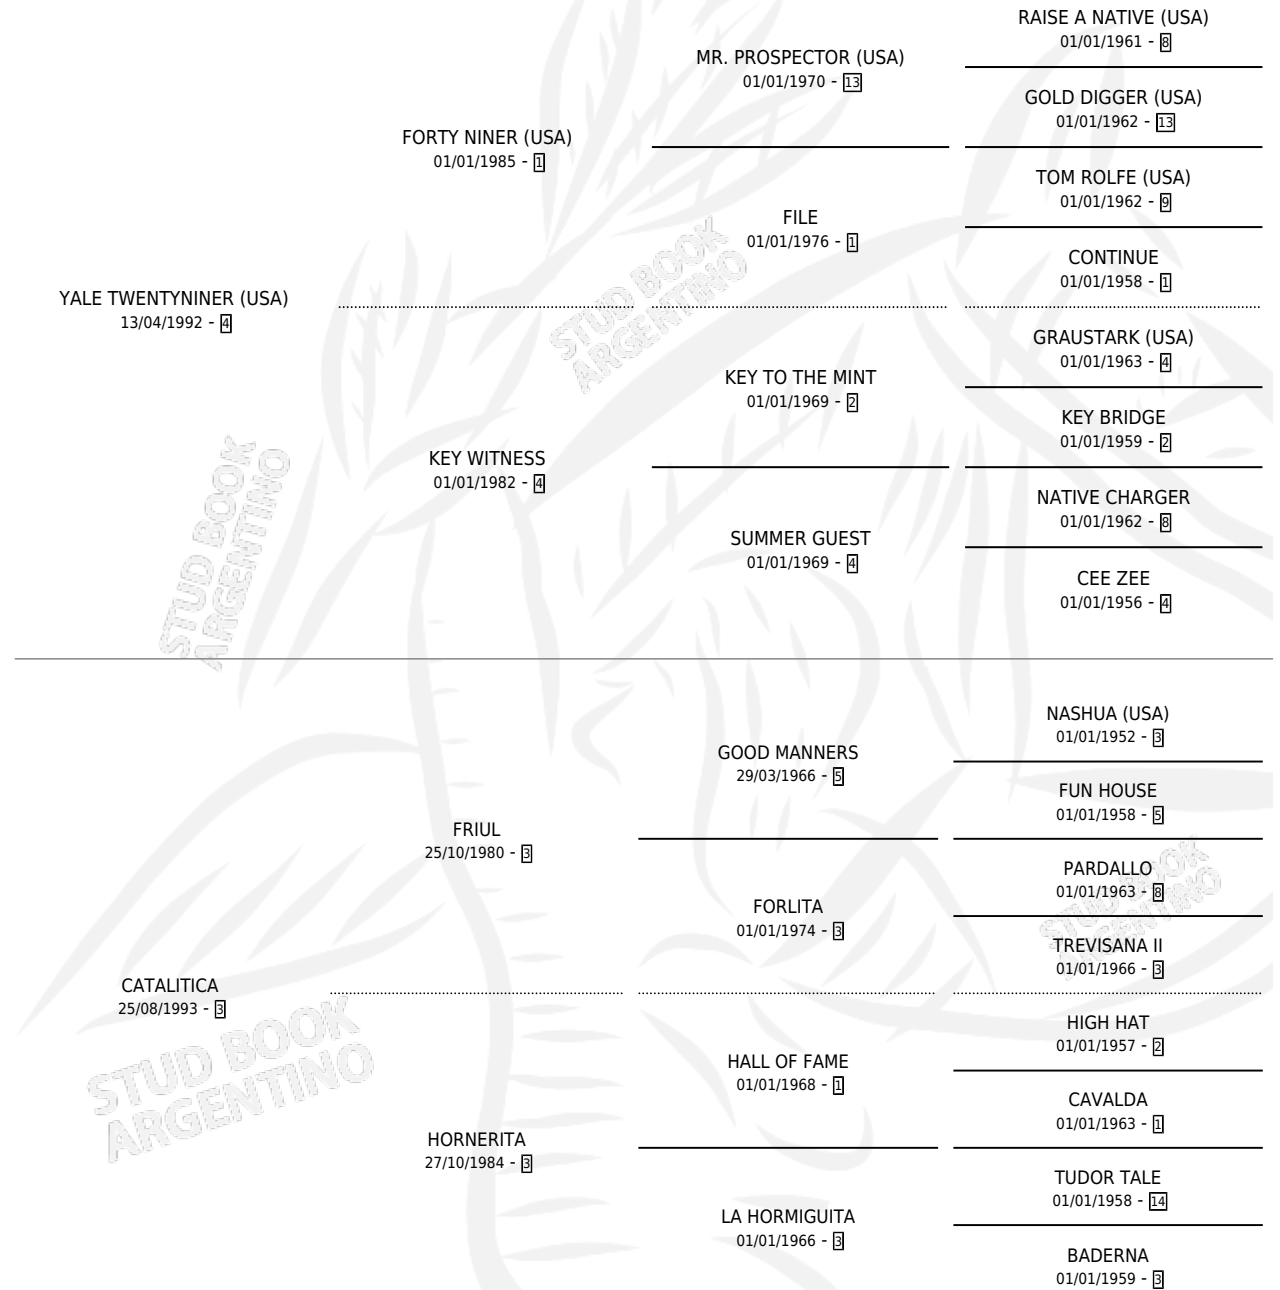 RAISE A NATIVE (USA)
01/01/1961 - 8
MR. PROSPECTOR (USA)
01/01/1970 - 13
GOLD DIGGER (USA)
01/01/1962 - 13
FORTY NINER (USA)
01/01/1985 - 1
TOM ROLFE (USA)
01/01/1962 - 9
FILE
01/01/1976 - 1
CONTINUE
01/01/1958 - 1
YALE TWENTYNINER (USA)
13/04/1992 - 4
GRAUSTARK (USA)
01/01/1963 - 4
KEY TO THE MINT
01/01/1969 - 2
KEY BRIDGE
01/01/1959 - 2
KEY WITNESS
01/01/1982 - 4
NATIVE CHARGER
01/01/1962 - 8
SUMMER GUEST
01/01/1969 - 4
CEE ZEE
01/01/1956 - 4
NASHUA (USA)
01/01/1952 - 3
GOOD MANNERS
29/03/1966 - 5
FUN HOUSE
01/01/1958 - 5
FRIUL
25/10/1980 - 3
PARDALLO
01/01/1963 - 8
FORLITA
01/01/1974 - 3
TREVISANA II
01/01/1966 - 3
CATALITICA
25/08/1993 - 3
HIGH HAT
01/01/1957 - 2
HALL OF FAME
01/01/1968 - 1
CAVALDA
01/01/1963 - 1
HORNERITA
27/10/1984 - 3
TUDOR TALE
01/01/1958 - 14
LA HORMIGUITA
01/01/1966 - 3
BADERNA
01/01/1959 - 3
STUD BOOK
ARGENTINO
STUD BOOK
ARGENTINO
STUD BOOK
ARGENTINO
STUD BOOK
ARGENTINO